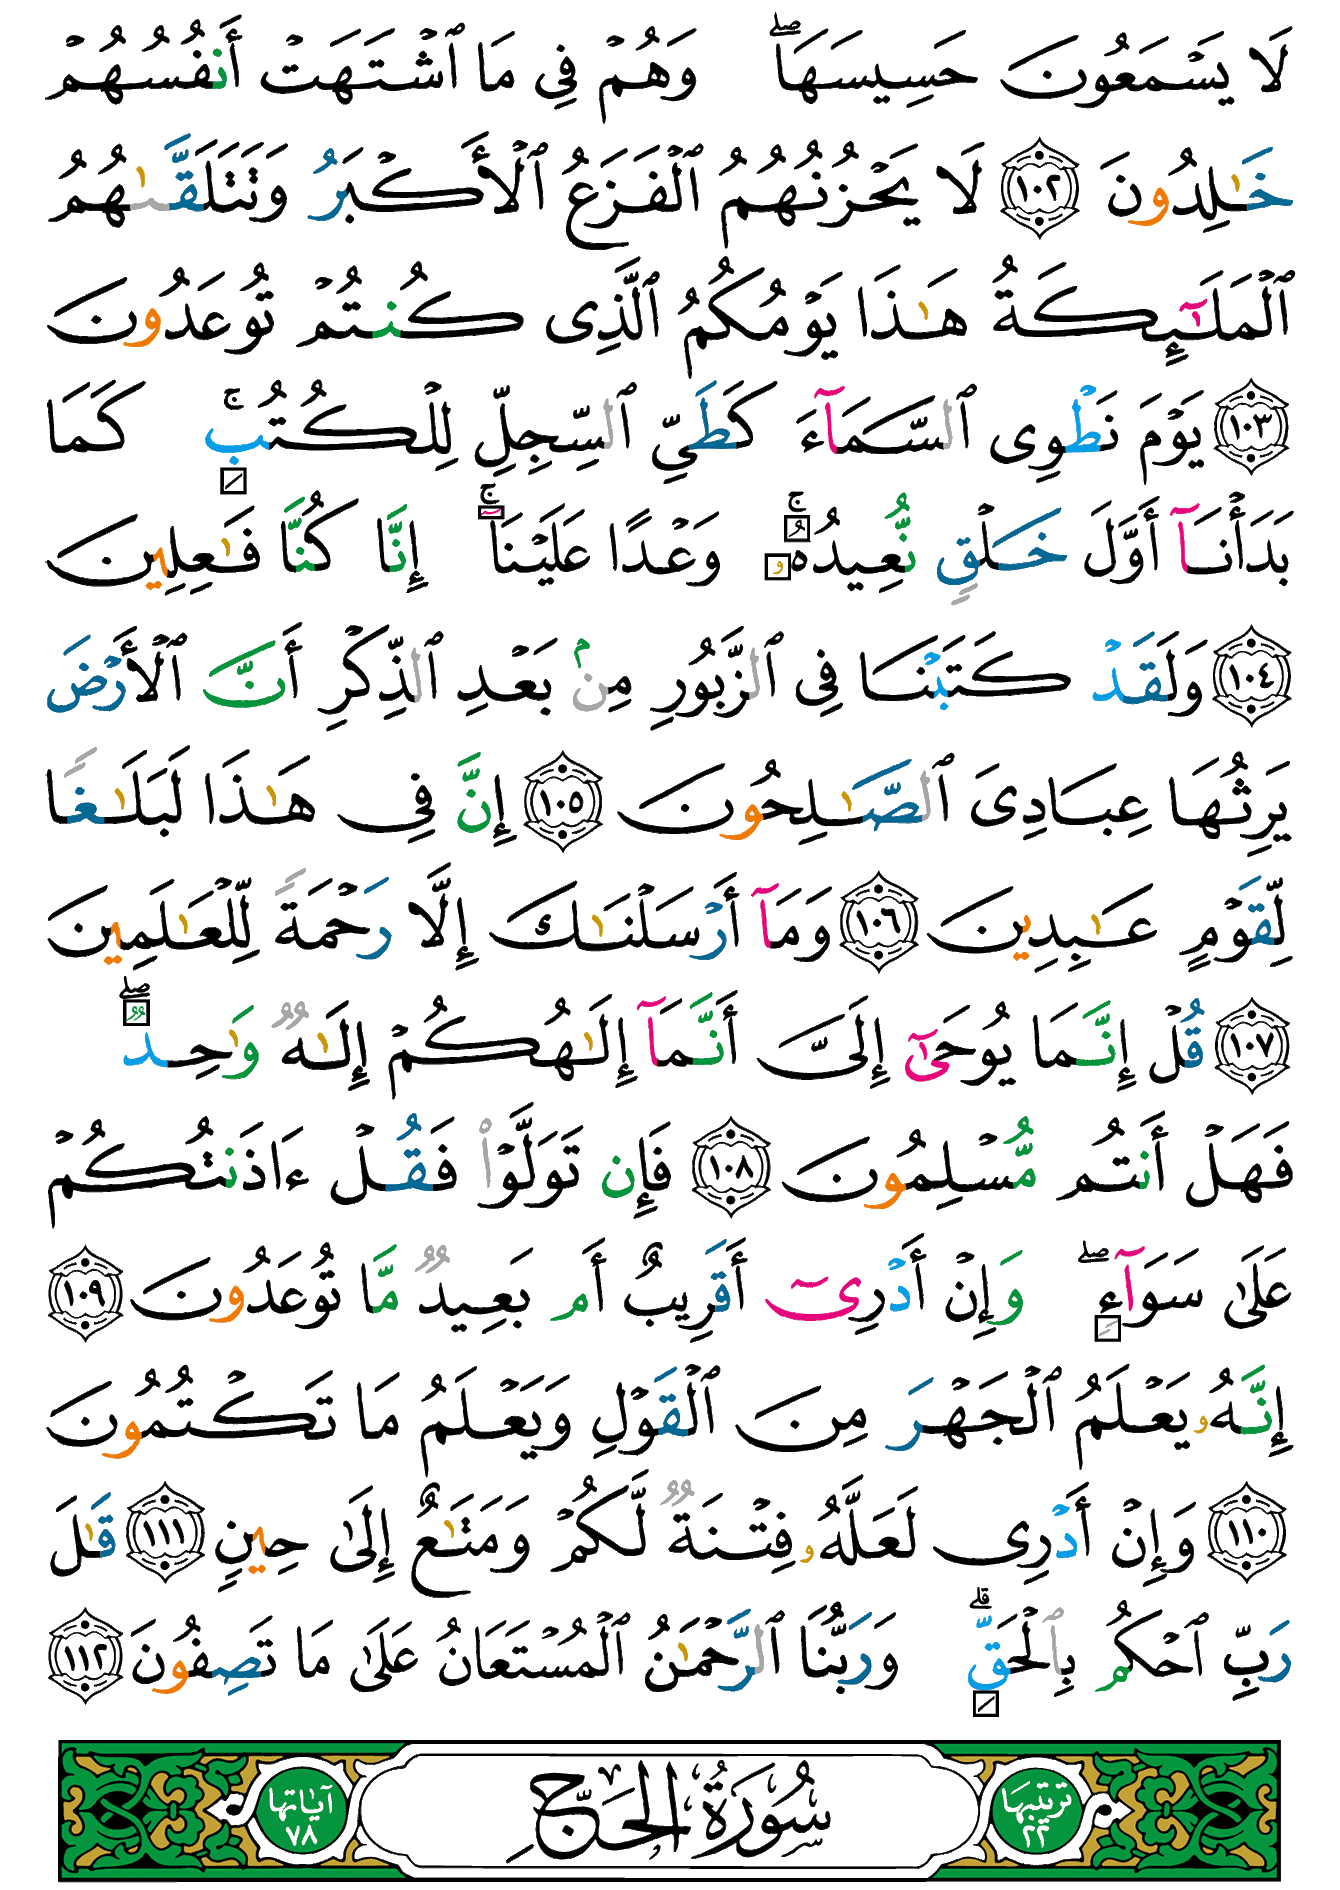 لَا يَسْمَعُونَ حَسِيسَهَا ۖ وَهُمْ فِى مَا ٱشْتَهَتْ أَنفُسُهُمْ
خَـٰلِدُونَ ١٠٢ لَا يَحْزُنُهُمُ ٱلْفَزَعُ ٱلْأَكْبَرُ وَتَتَلَقَّىٰهُمُ
ٱلْمَلَـٰٓئِكَةُ هَـٰذَا يَوْمُكُمُ ٱلَّذِى كُنتُمْ تُوعَدُونَ
١٠٣ يَوْمَ نَطْوِى ٱلسَّمَآءَ كَطَىِّ ٱلسِّجِلِّ لِلْكُتُبِ ۚ كَمَا
بَدَأْنَآ أَوَّلَ خَلْقٍ نُّعِيدُهُۥ ۚ وَعْدًا عَلَيْنَآ ۚ إِنَّا كُنَّا فَـٰعِلِينَ
١٠٤ وَلَقَدْ كَتَبْنَا فِى ٱلزَّبُورِ مِنۢ بَعْدِ ٱلذِّكْرِ أَنَّ ٱلْأَرْضَ
يَرِثُهَا عِبَادِىَ ٱلصَّـٰلِحُونَ ١٠٥ إِنَّ فِى هَـٰذَا لَبَلَـٰغًا
لِّقَوْمٍ عَـٰبِدِينَ ١٠٦ وَمَآ أَرْسَلْنَـٰكَ إِلَّا رَحْمَةً لِّلْعَـٰلَمِينَ
١٠٧ قُلْ إِنَّمَا يُوحَىٰٓ إِلَىَّ أَنَّمَآ إِلَـٰهُكُمْ إِلَـٰهٌ وَٰحِدٌ ۖ
فَهَلْ أَنتُم مُّسْلِمُونَ ١٠٨ فَإِن تَوَلَّوْا۟ فَقُلْ ءَاذَنتُكُمْ
عَلَىٰ سَوَآءٍ ۖ وَإِنْ أَدْرِىٓ أَقَرِيبٌ أَم بَعِيدٌ مَّا تُوعَدُونَ ١٠٩
إِنَّهُۥ يَعْلَمُ ٱلْجَهْرَ مِنَ ٱلْقَوْلِ وَيَعْلَمُ مَا تَكْتُمُونَ
١١٠ وَإِنْ أَدْرِى لَعَلَّهُۥ فِتْنَةٌ لَّكُمْ وَمَتَـٰعٌ إِلَىٰ حِينٍ ١١١ قَـٰلَ
رَبِّ ٱحْكُم بِٱلْحَقِّ ۗ وَرَبُّنَا ٱلرَّحْمَـٰنُ ٱلْمُسْتَعَانُ عَلَىٰ مَا تَصِفُونَ ١١٢
ترتيبها ٢٢ سُورَةُ الحَجِّ آياتها ٧٨